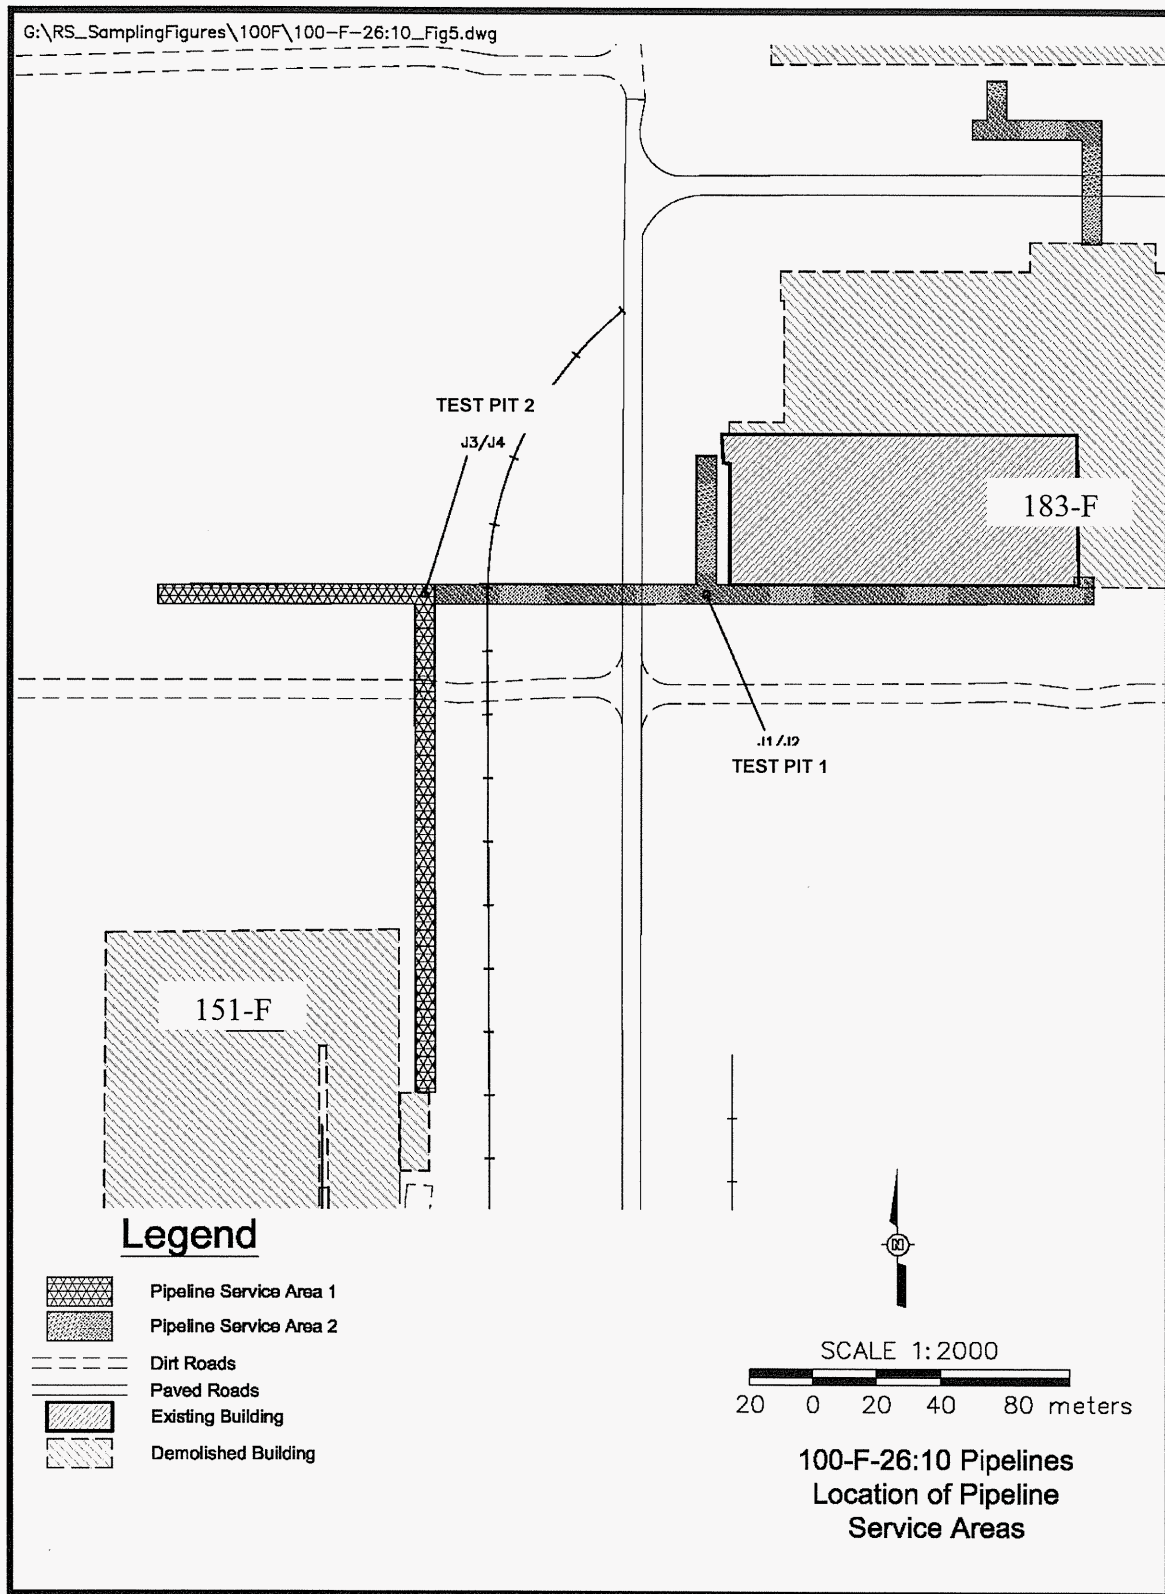 G:\RS_SamplingFigures\100F\100-F-26:10_Fig5.dwg
TEST PIT 2
J3/J4
183-F
J1/J2
TEST PIT 1
151-F
Legend
Pipeline Service Area 1
Pipeline Service Area 2
Dirt Roads
Paved Roads
Existing Building
Demolished Building
N
SCALE 1:2000
20 0 20 40 80 meters
100-F-26:10 Pipelines
Location of Pipeline
Service Areas